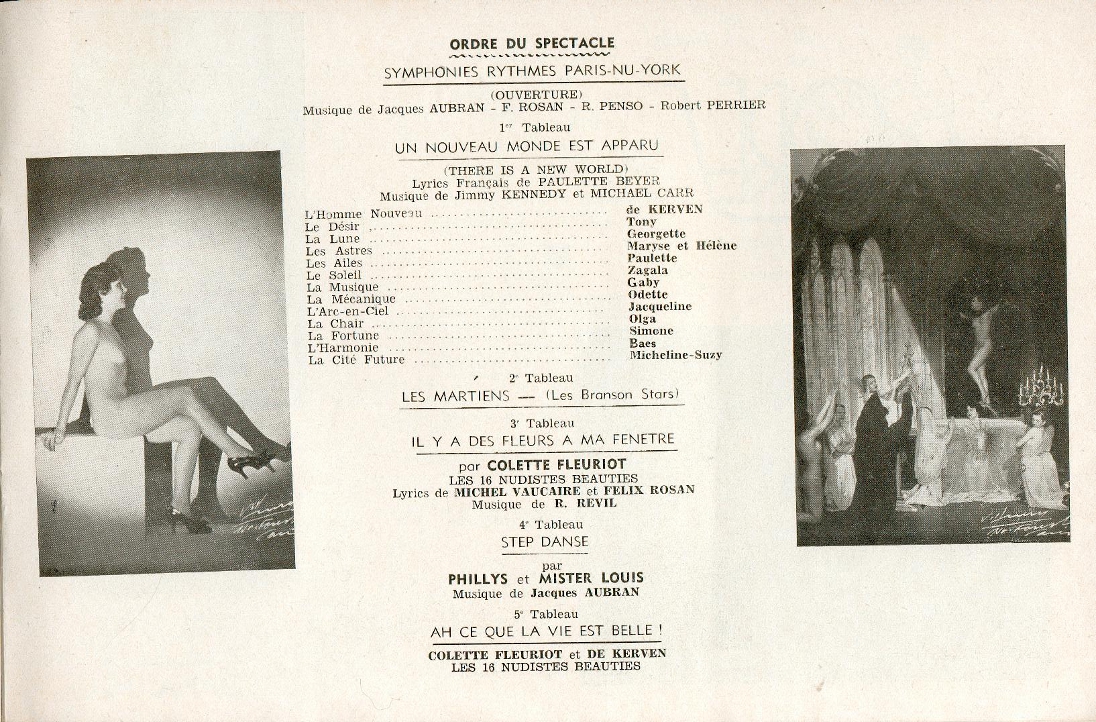 ORDRE DU SPECTACLE
SYMPHONIES RYTHMES PARIS-NU-YORK
(OUVERTURE)
Musique de Jacques AUBRAN - F. ROSAN - R. PENSO - Robert PERRIER
1er Tableau
UN NOUVEAU MONDE EST APPARU
(THERE IS A NEW WORLD)
Lyrics Français de PAULETTE BEYER
Musique de Jimmy KENNEDY et MICHAEL CARR
L'Homme Nouveau ........ de KERVEN
Le Désir ........ Tony
La Lune ........ Georgette
Les Astres ........ Maryse et Hélène
Les Ailes ........ Paulette
Le Soleil ........ Zagala
La Musique ........ Gaby
La Mécanique ........ Odette
L'Arc-en-Ciel ........ Jacqueline
La Chair ........ Olga
La Fortune ........ Simone
L'Harmonie ........ Baes
La Cité Future ........ Micheline-Suzy
2e Tableau
LES MARTIENS — (Les Branson Stars)
3e Tableau
IL Y A DES FLEURS A MA FENETRE
par COLETTE FLEURIOT
LES 16 NUDISTES BEAUTIES
Lyrics de MICHEL VAUCAIRE et FELIX ROSAN
Musique de R. REVIL
4e Tableau
STEP DANSE
par
PHILLYS et MISTER LOUIS
Musique de Jacques AUBRAN
5e Tableau
AH CE QUE LA VIE EST BELLE !
COLETTE FLEURIOT et DE KERVEN
LES 16 NUDISTES BEAUTIES